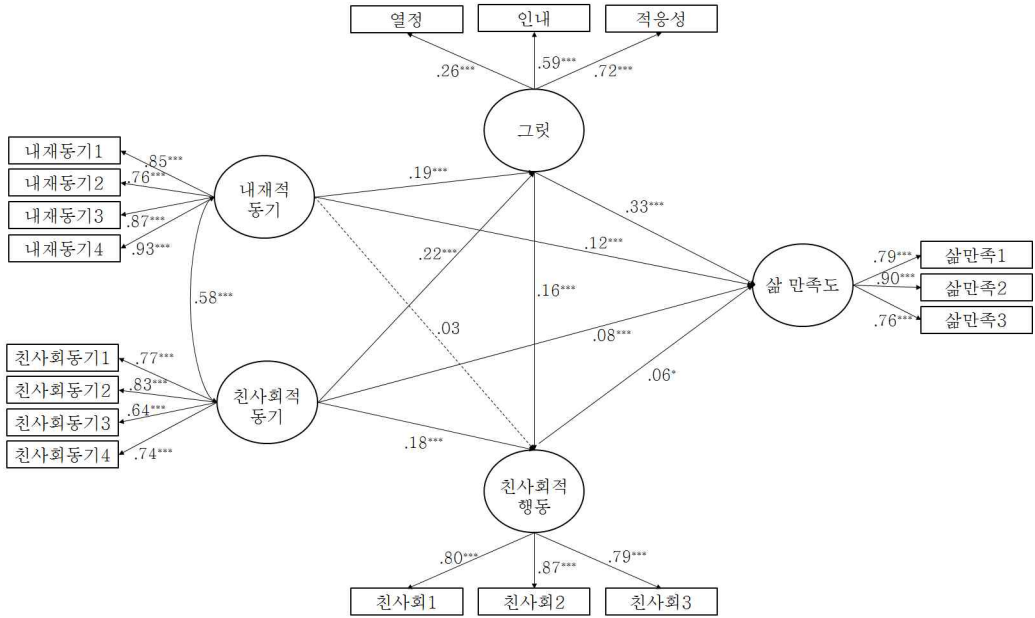 열정
인내
적응성
.26***
.59***
.72***
그릿
내재동기1
내재동기2
내재동기3
내재동기4
.85***
.76***
.87***
.93***
내재적
동기
.19***
.33***
.12***
.22***
.58***
.16***
.03
.08***
.06*
삶 만족도
.79***
.90***
.76***
삶만족1
삶만족2
삶만족3
친사회동기1
친사회동기2
친사회동기3
친사회동기4
.77***
.83***
.64***
.74***
친사회적
동기
.18***
친사회적
행동
.80***
.87***
.79***
친사회1
친사회2
친사회3